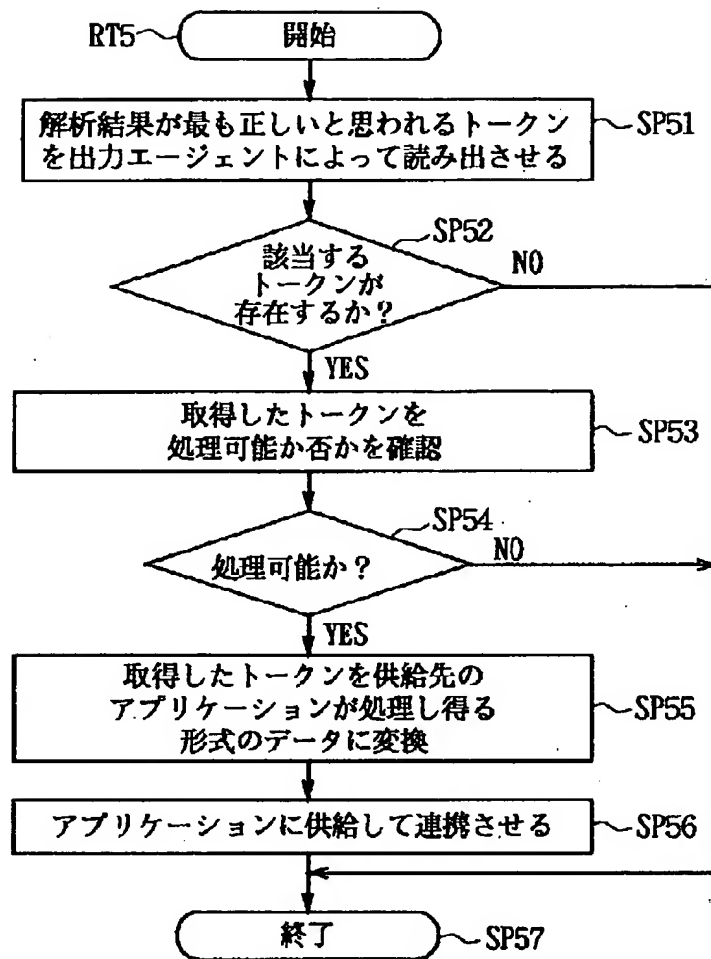 RT5
開始
解析結果が最も正しいと思われるトークン
を出力エージェントによって読み出させる
SP51
SP52
該当する
トークンが
存在するか？
NO
YES
取得したトークンを
処理可能か否かを確認
SP53
SP54
処理可能か？
NO
YES
取得したトークンを供給先の
アプリケーションが処理し得る
形式のデータに変換
SP55
アプリケーションに供給して連携させる
SP56
終了
SP57